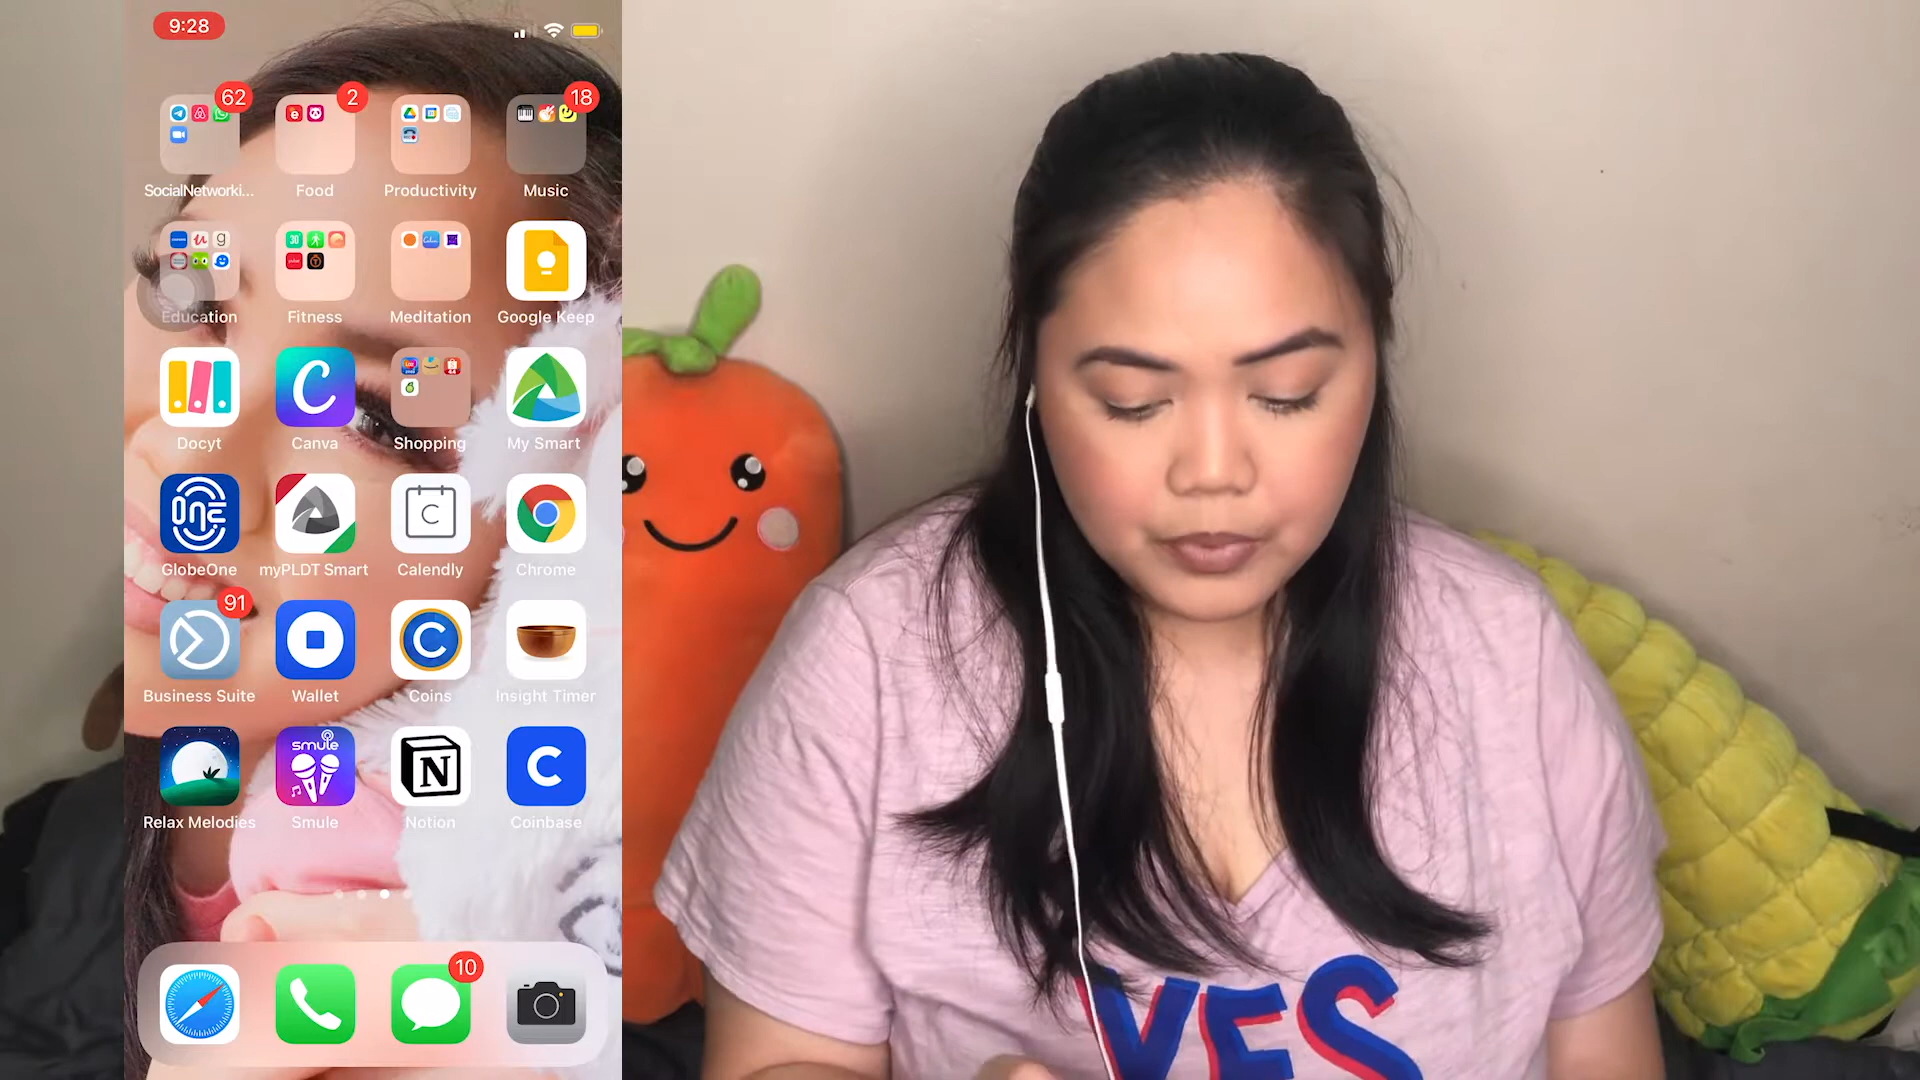 9:28
62
2
18
SocialNetworki...
Food
Productivity
Music
Education
Fitness
Meditation
Google Keep
Docyt
Canva
Shopping
My Smart
ONE
C
GlobeOne
myPLDT Smart
Calendly
Chrome
91
Business Suite
Wallet
Coins
Insight Timer
smule
N
C
Relax Melodies
Smule
Notion
Coinbase
10
YES